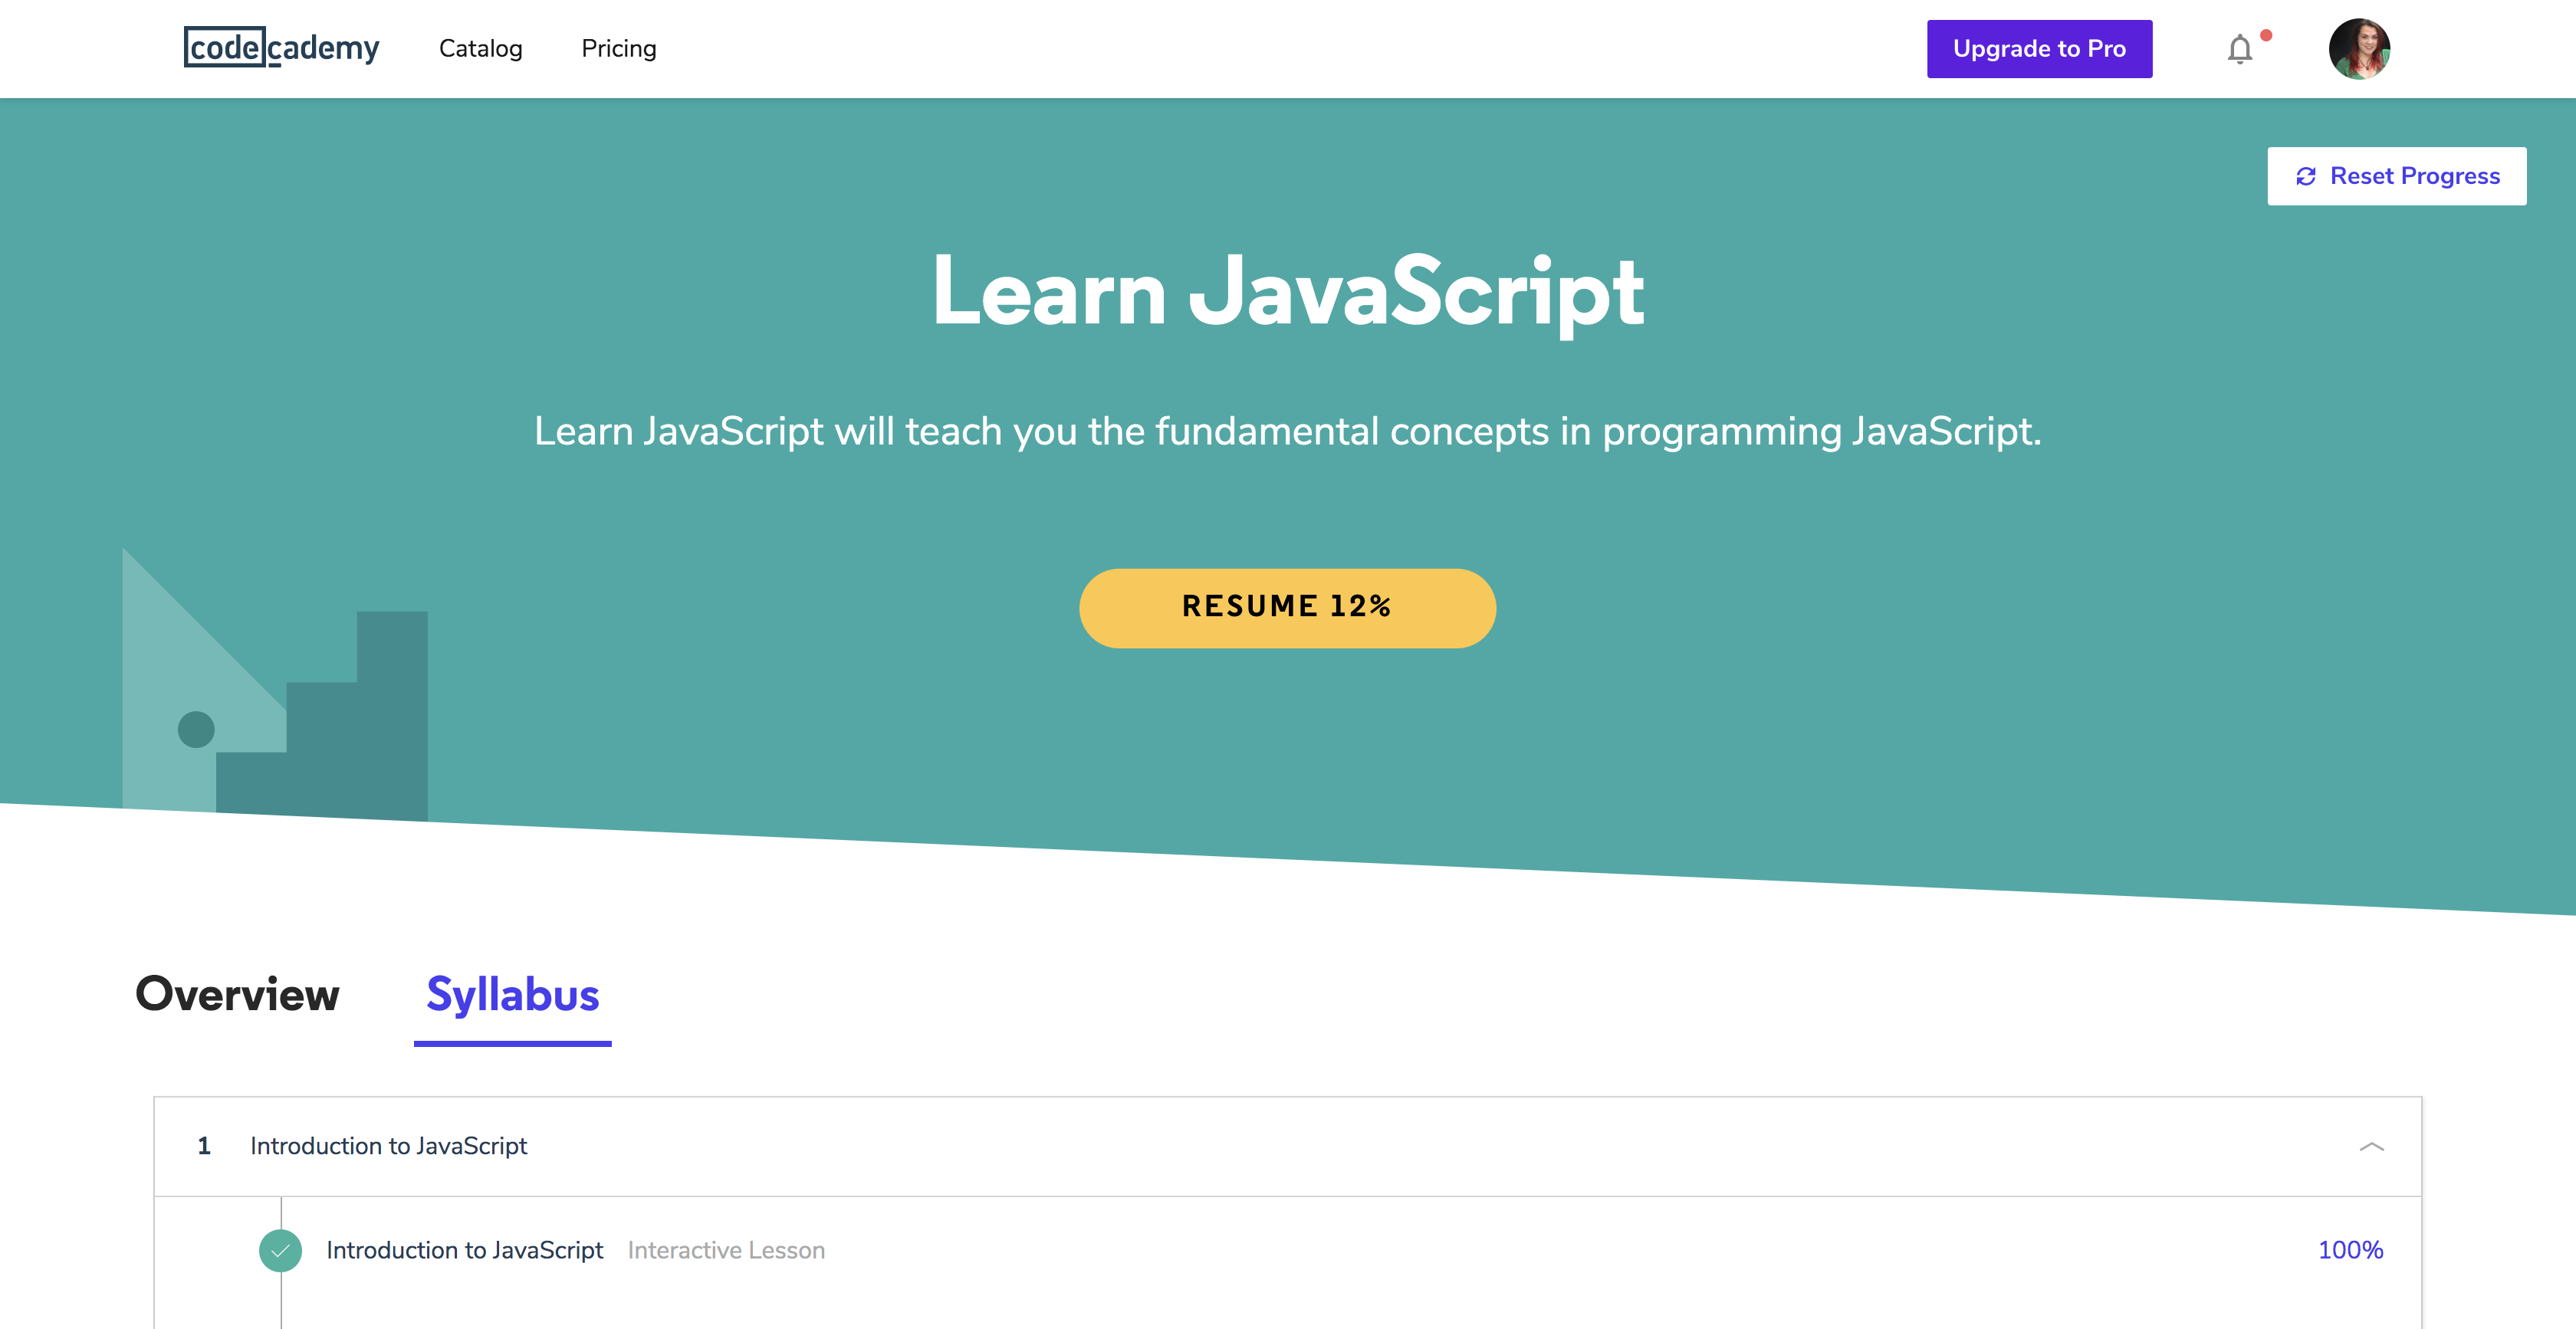 codecademy Catalog Pricing Upgrade to Pro
Reset Progress
Learn JavaScript
Learn JavaScript will teach you the fundamental concepts in programming JavaScript.
RESUME 12%
Overview Syllabus
1 Introduction to JavaScript
Introduction to JavaScript Interactive Lesson 100%